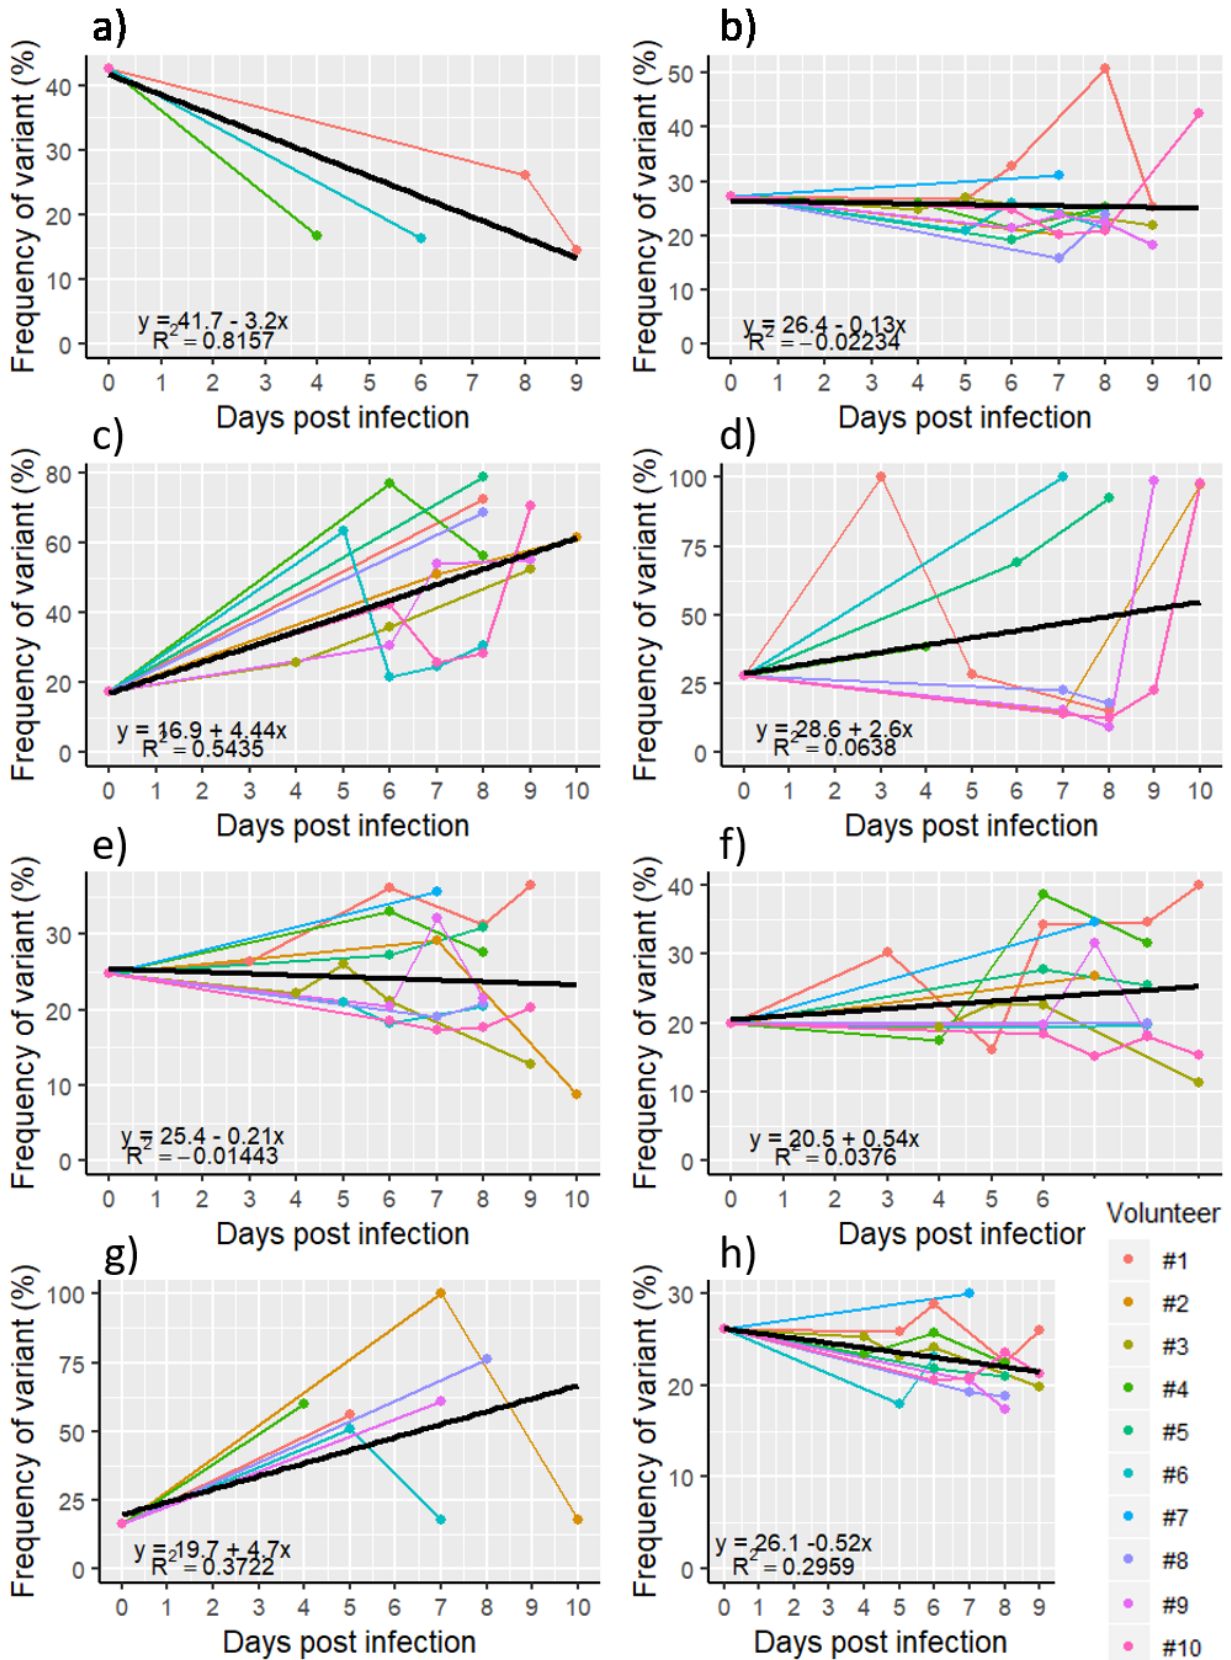 a)
Frequency of variant (%)
40
30
20
10
0
y = 41.7 - 3.2x
R2 = 0.8157
0 1 2 3 4 5 6 7 8 9
Days post infection
b)
Frequency of variant (%)
50
40
30
20
10
0
y = 26.4 - 0.13x
R2 = −0.02234
0 1 2 3 4 5 6 7 8 9 10
Days post infection
c)
Frequency of variant (%)
80
60
40
20
0
y = 16.9 + 4.44x
R2 = 0.5435
0 1 2 3 4 5 6 7 8 9 10
Days post infection
d)
Frequency of variant (%)
100
75
50
25
0
y = 28.6 + 2.6x
R2 = 0.0638
0 1 2 3 4 5 6 7 8 9 10
Days post infection
e)
Frequency of variant (%)
30
20
10
0
y = 25.4 - 0.21x
R2 = −0.01443
0 1 2 3 4 5 6 7 8 9 10
Days post infection
f)
Frequency of variant (%)
40
30
20
10
0
y = 20.5 + 0.54x
R2 = 0.0376
0 1 2 3 4 5 6
Days post infectior
g)
Frequency of variant (%)
100
75
50
25
0
y = 19.7 + 4.7x
R2 = 0.3722
0 1 2 3 4 5 6 7 8 9 10
Days post infection
h)
Frequency of variant (%)
30
20
10
0
y = 26.1 -0.52x
R2 = 0.2959
0 1 2 3 4 5 6 7 8 9
Days post infection
Volunteer
#1
#2
#3
#4
#5
#6
#7
#8
#9
#10